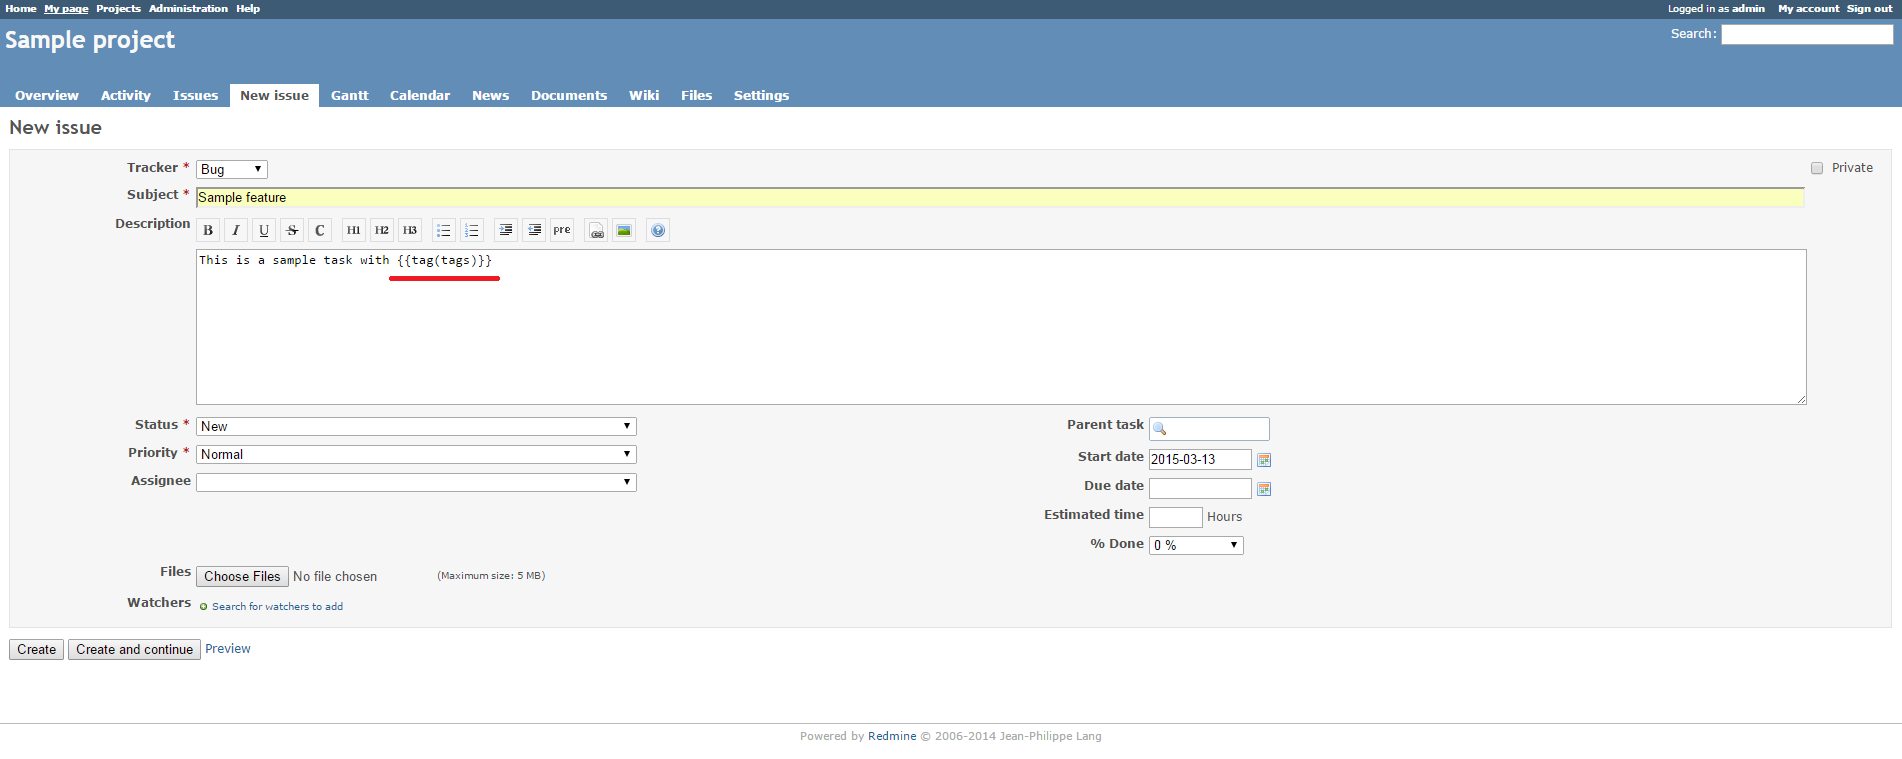 Home My page Projects Administration Help Logged in as admin My account Sign out
Sample project Search:
Overview Activity Issues New issue Gantt Calendar News Documents Wiki Files Settings
New issue
Tracker * Bug Private
Subject * Sample feature
Description B I U S C H1 H2 H3 pre
This is a sample task with {{tag(tags)}}
Status * New Parent task
Priority * Normal Start date 2015-03-13
Assignee Due date
Estimated time Hours
% Done 0 %
Files Choose Files No file chosen (Maximum size: 5 MB)
Watchers Search for watchers to add
Create Create and continue Preview
Powered by Redmine © 2006-2014 Jean-Philippe Lang